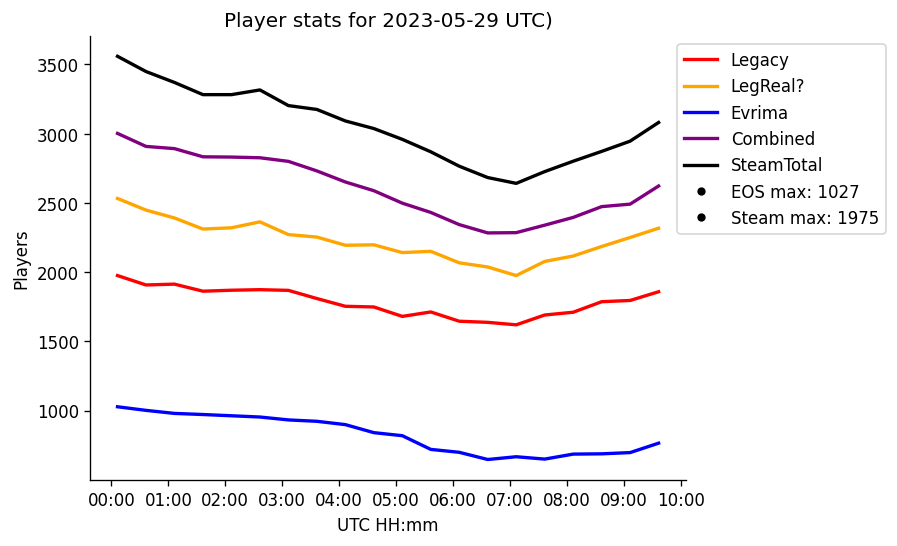 Player stats for 2023-05-29 UTC)
3500
3000
2500
2000
1500
1000
Players
00:00 01:00 02:00 03:00 04:00 05:00 06:00 07:00 08:00 09:00 10:00
UTC HH:mm
Legacy
LegReal?
Evrima
Combined
SteamTotal
EOS max: 1027
Steam max: 1975